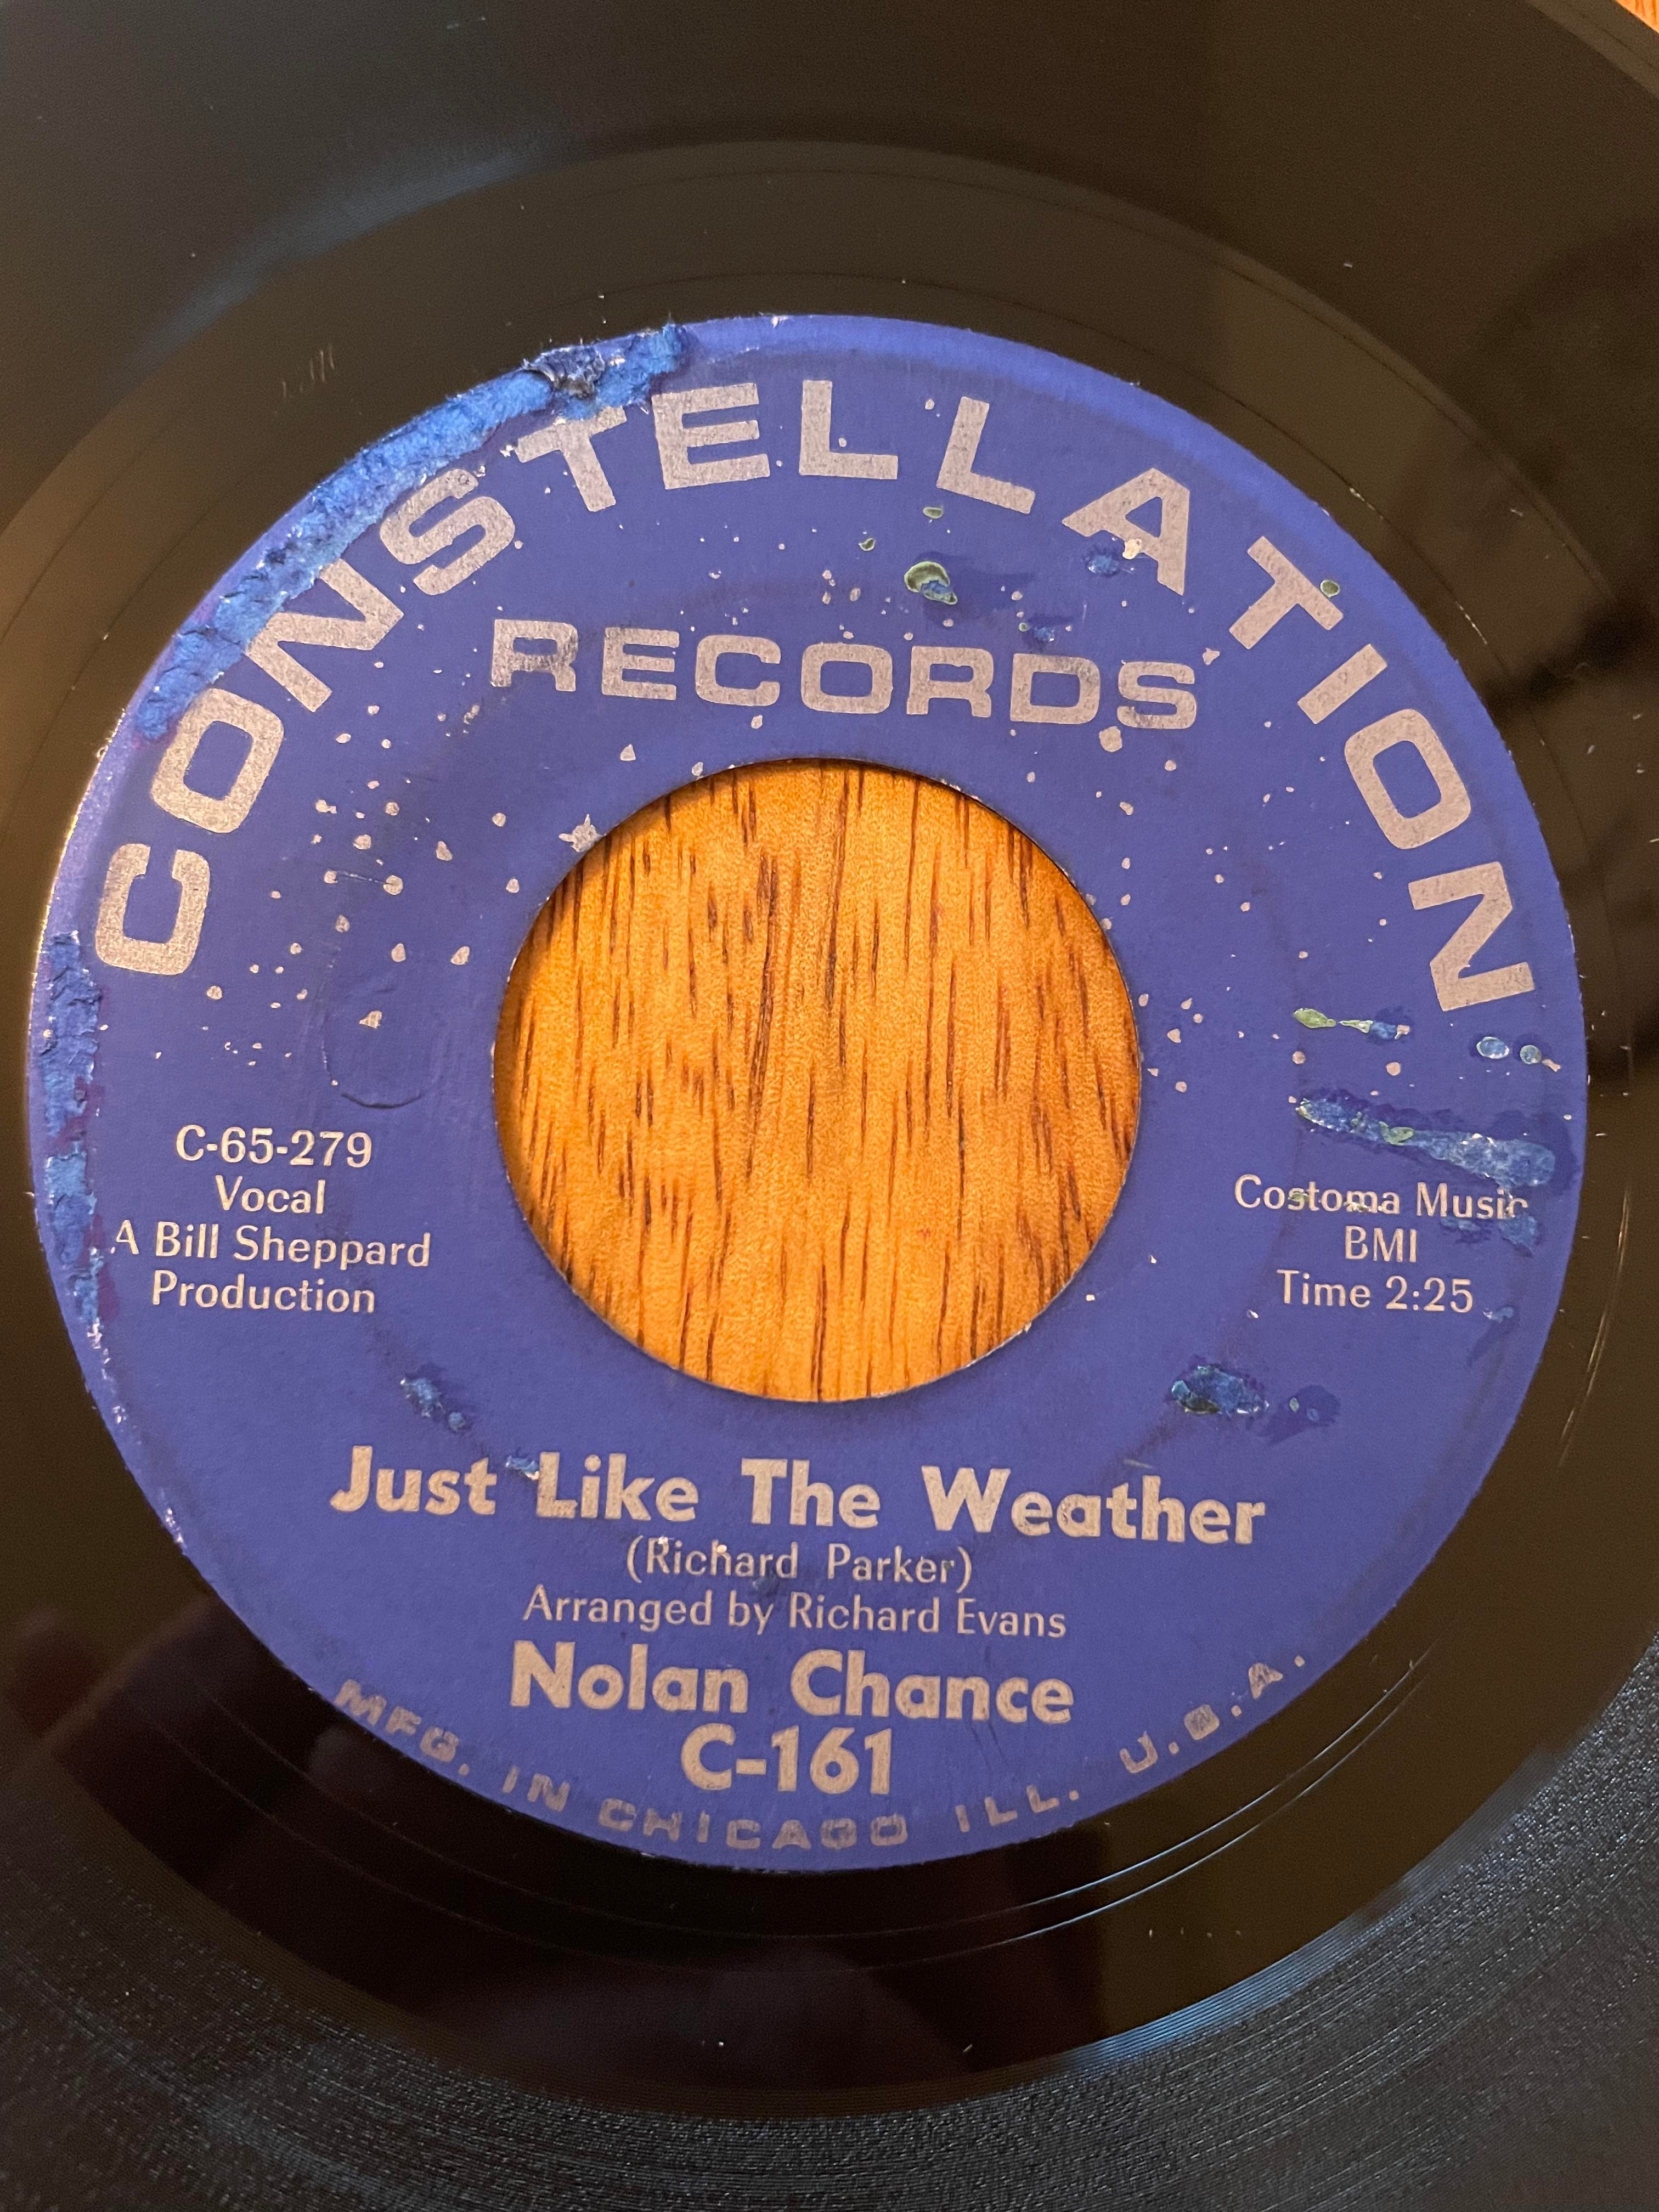 CONSTELLATION
RECORDS
C-65-279
Vocal
A Bill Sheppard
Production
Costoma Music
BMI
Time 2:25
Just Like The Weather
(Richard Parker)
Arranged by Richard Evans
Nolan Chance
C-161
MFG. IN CHICAGO ILL. U.S.A.